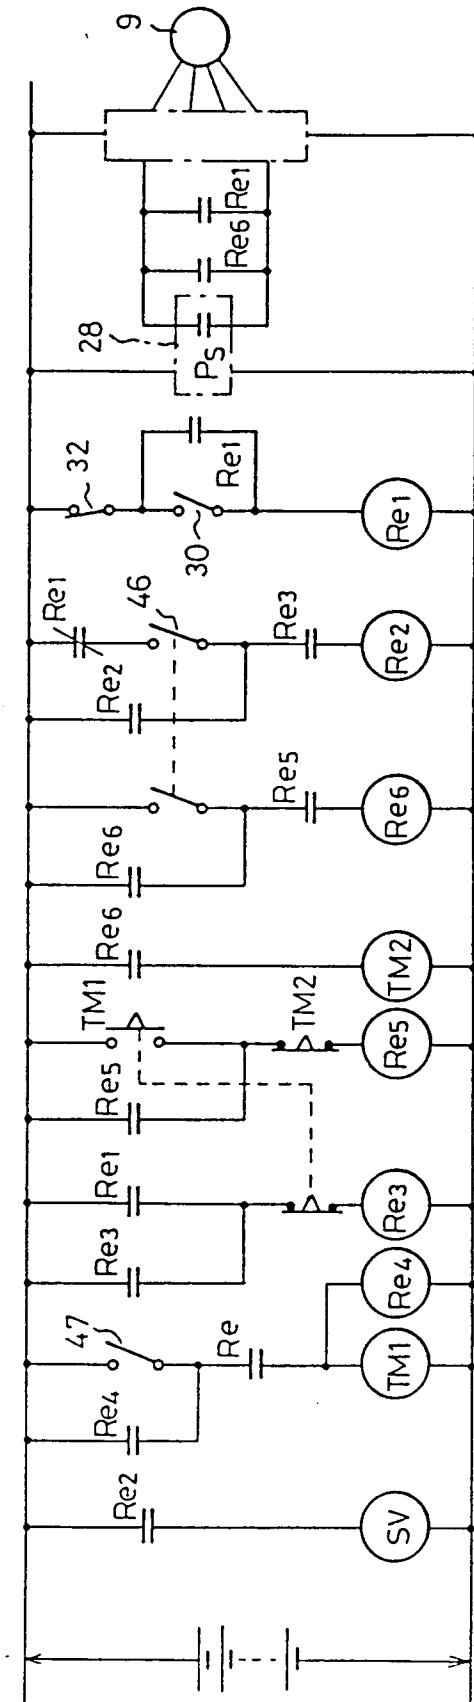 9
Re1
Re6
28
Ps
32
Re1
30
Re1
Re1
46
Re2
Re3
Re2
Re6
Re5
Re6
Re6
TM2
TM1
Re5
TM2
Re5
Re1
Re3
Re3
47
Re4
Re
Re4
TM1
Re2
SV